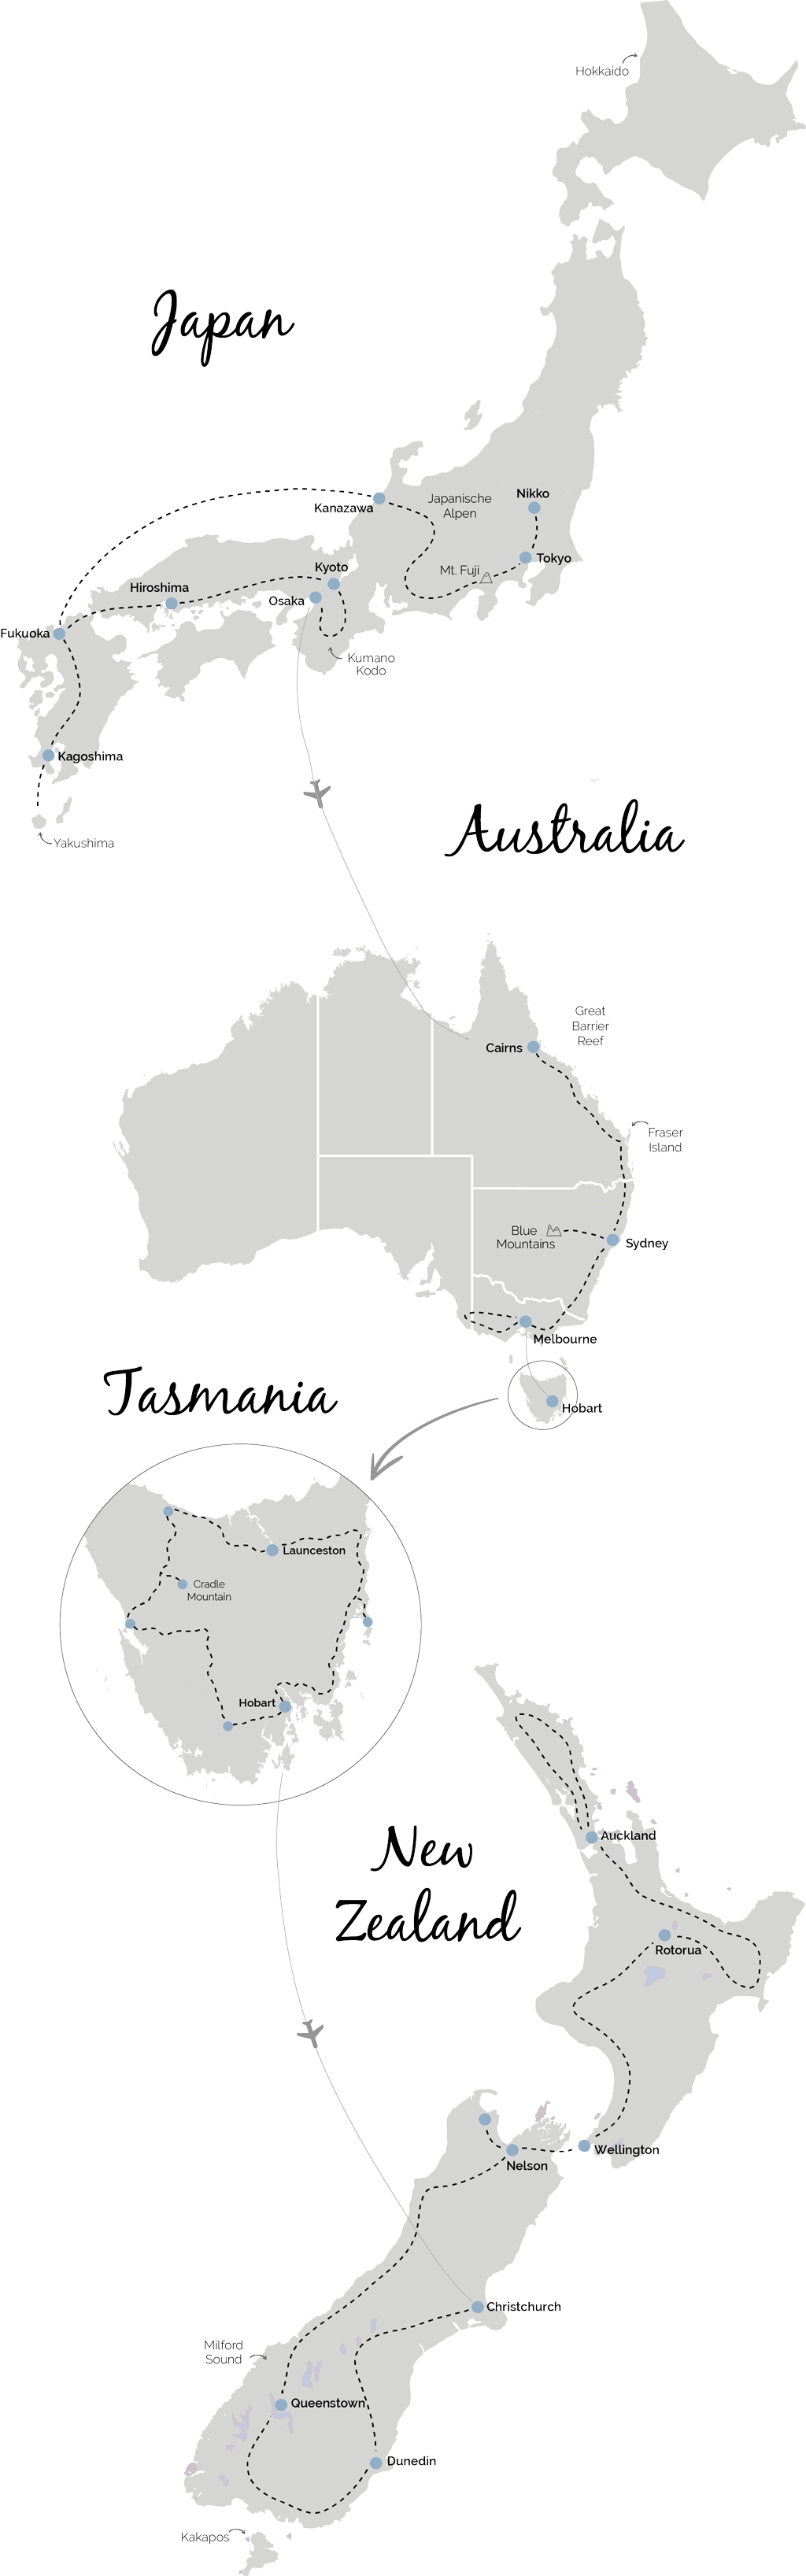 Hokkaido
Japan
Nikko
Japanische
Alpen
Kanazawa
Tokyo
Mt. Fuji
Kyoto
Hiroshima
Osaka
Fukuoka
Kumano
Kodo
Kagoshima
Yakushima
Australia
Great
Barrier
Reef
Cairns
Fraser
Island
Blue
Mountains
Sydney
Melbourne
Tasmania
Hobart
Launceston
Cradle
Mountain
Hobart
New
Zealand
Auckland
Rotorua
Wellington
Nelson
Christchurch
Milford
Sound
Queenstown
Dunedin
Kakapos